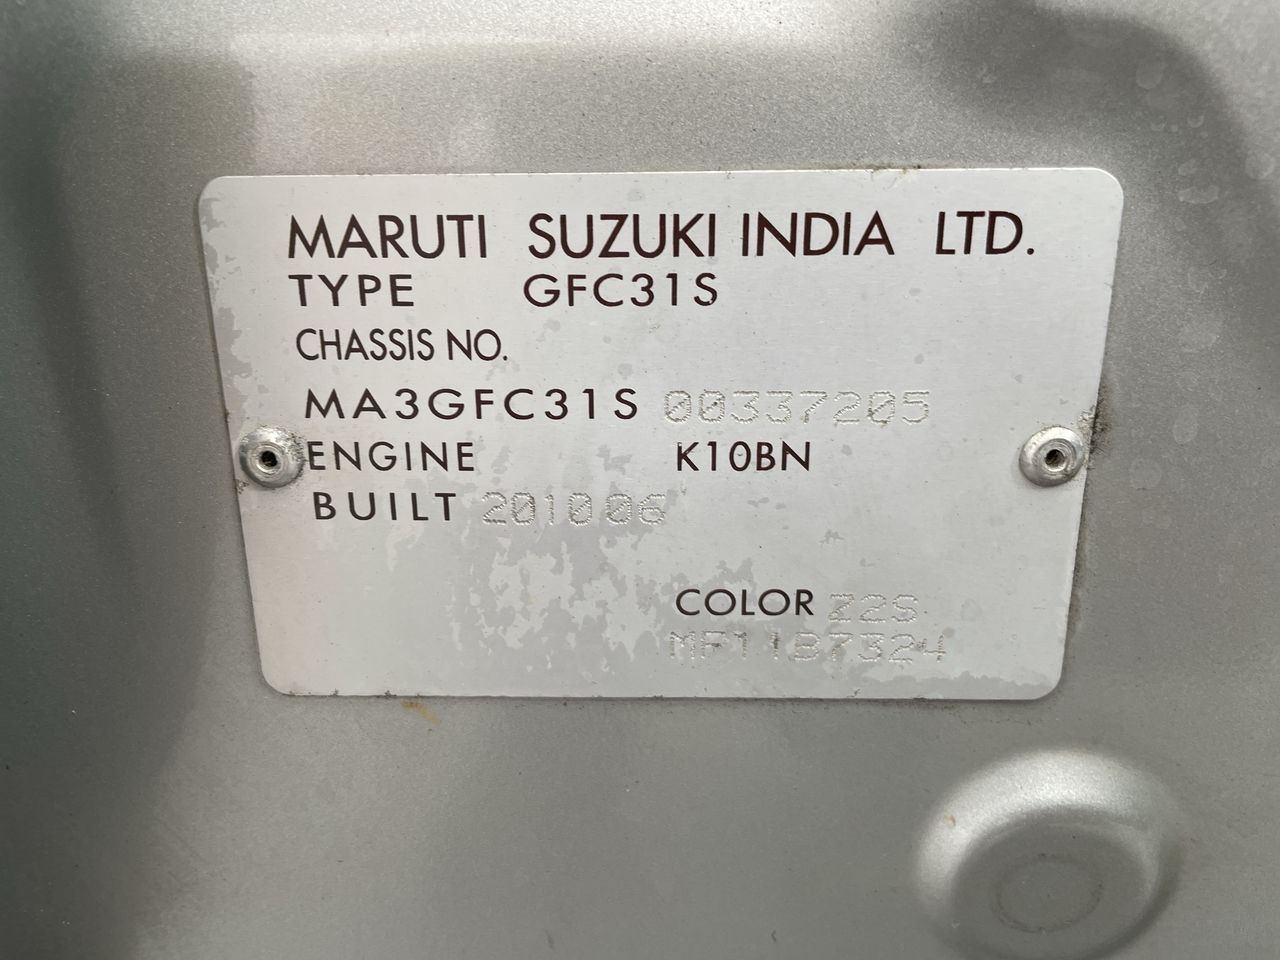 MARUTI SUZUKI INDIA LTD.
TYPE GFC31S
CHASSIS NO.
MA3GFC31S 00337205
ENGINE K10BN
BUILT 201006
COLOR Z2S
MF11B7324